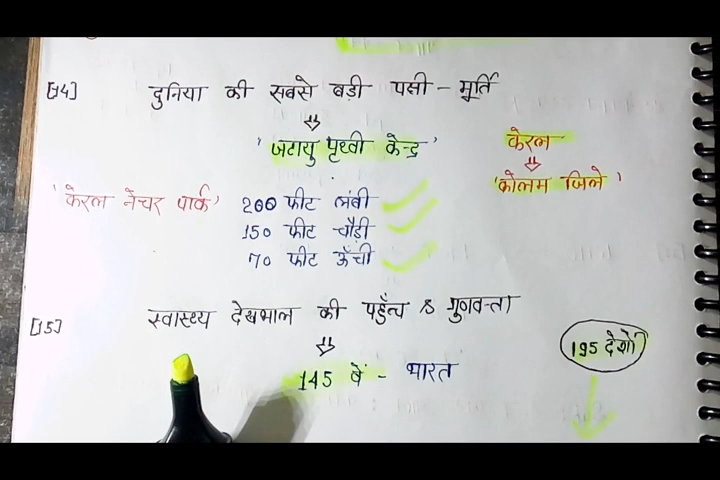 [14] दुनिया की सबसे बड़ी पक्षी - मूर्ति
'जटायु पृथ्वी केन्द्र'
केरल
'कोलम जिले'
'केरल नेचर पार्क'
200 फीट लंबी
150 फीट चौड़ी
70 फीट ऊँची
[15] स्वास्थ्य देखभाल की पहुँच & गुणवत्ता
195 देशों
145 वें - भारत